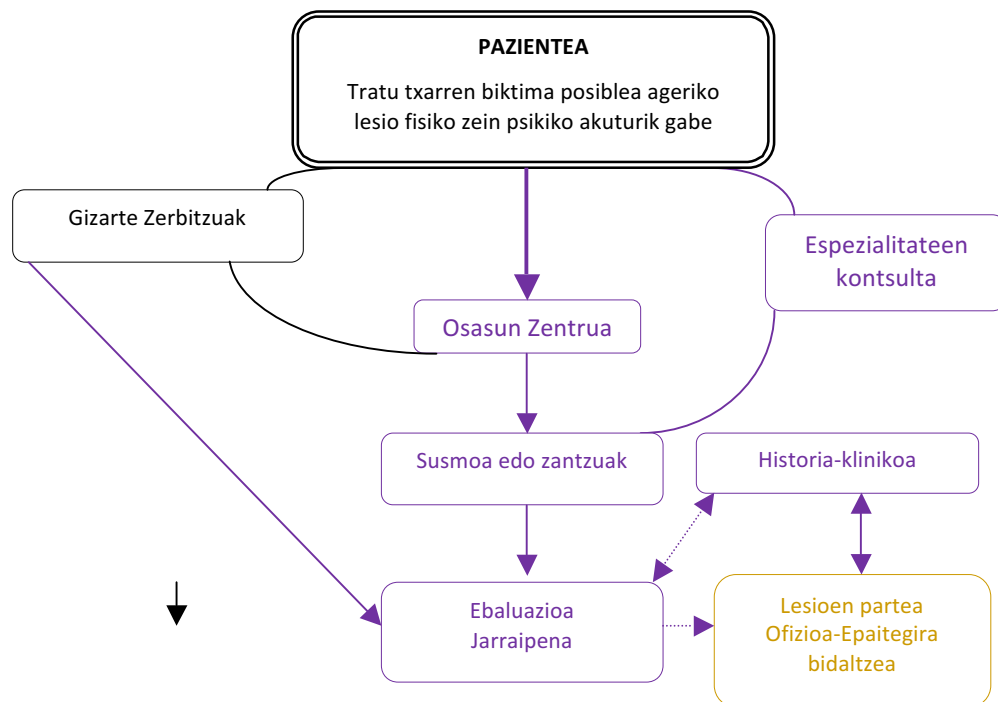 PAZIENTEA
Tratu txarren biktima posiblea ageriko
lesio fisiko zein psikiko akuturik gabe
Gizarte Zerbitzuak
Espezialitateen
kontsulta
Osasun Zentrua
Susmoa edo zantzuak
Historia-klinikoa
Ebaluazioa
Jarraipena
Lesioen partea
Ofizioa-Epaitegira
bidaltzea